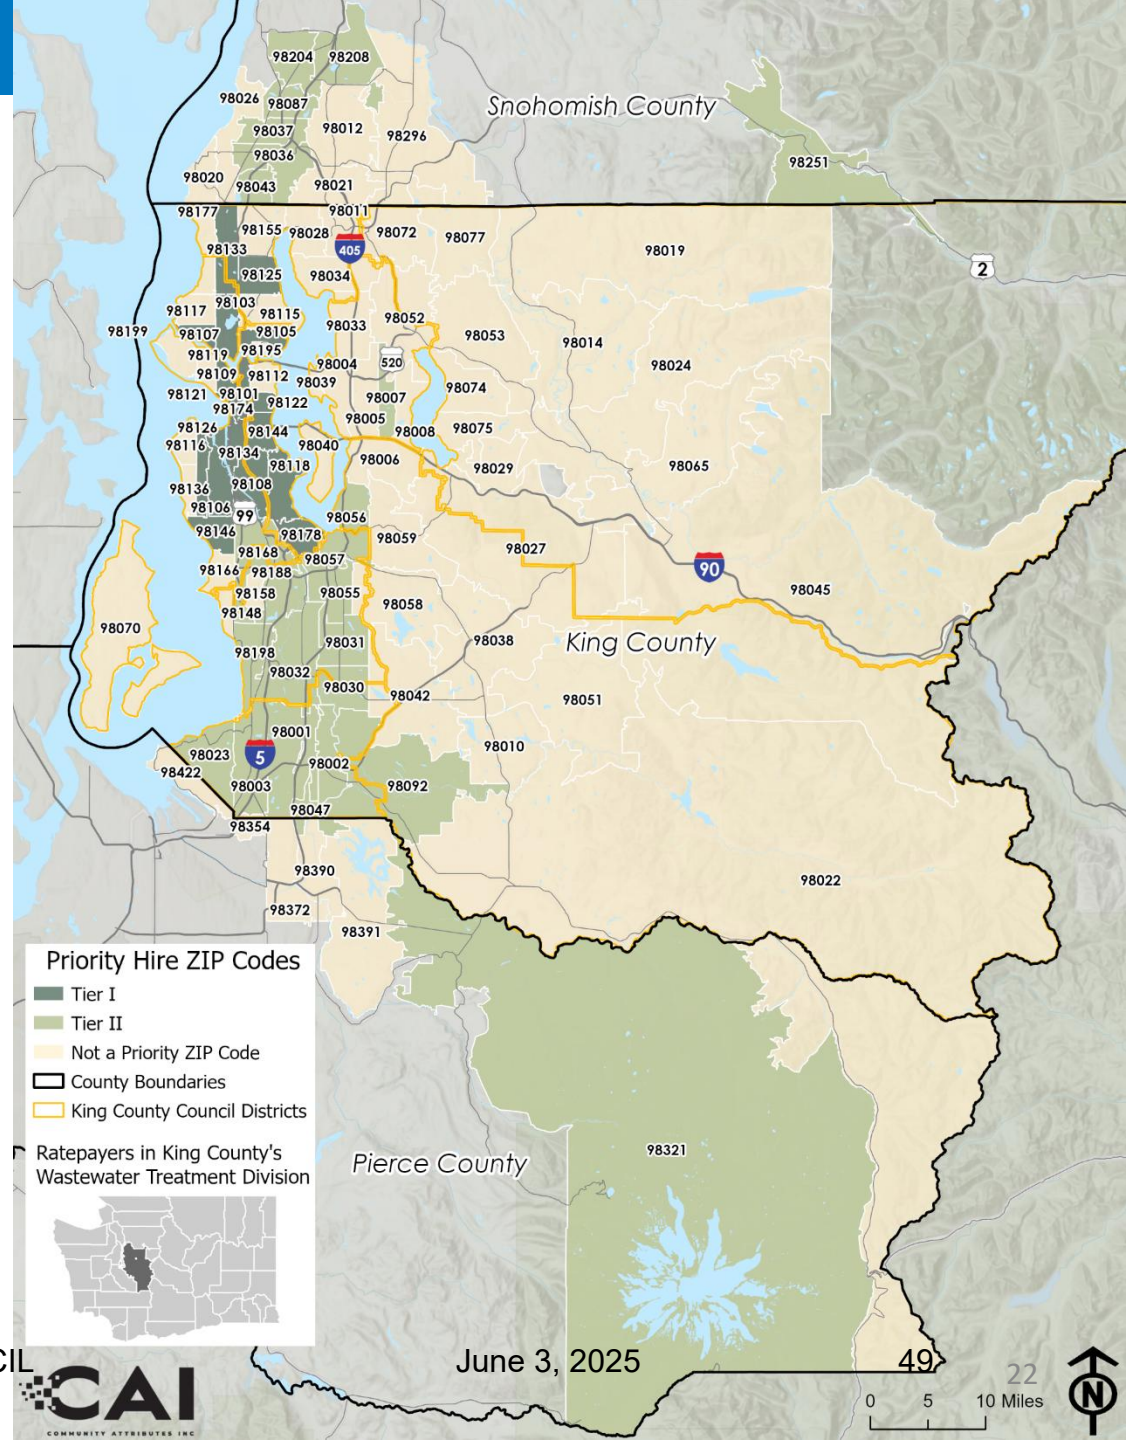 98204 98208
98026 98087
Snohomish County
98037 98012 98296
98036
98251
98020 98043 98021
98177 98011
98155 98028 98072 98077
98133 405 98019
2
98125 98034
98103
98117 98115 98033 98052
98199 98107 98105 98053
98119 98195 98014
98004 520 98024
98109 98112 98039
98121 98101 98122 98007 98074
98174 98005
98126 98144 98008 98075
98116 98134 98040
98118 98006 98029 98065
98136 98108
98106 99 98056
98146 98178 98059
98168 98057 98027
98166 98188 90
98158 98055 98045
98148 98058
98070
98198 98031 98038 King County
98032 98030 98042 98051
98001
98023 5 98002 98010
98422 98003 98092
98047
98354
98390
98022
98372
98391
Priority Hire ZIP Codes
Tier I
Tier II
Not a Priority ZIP Code
County Boundaries
King County Council Districts
Ratepayers in King County's
Wastewater Treatment Division
Pierce County
98321
CIL
June 3, 2025
49
22
CAI
COMMUNITY ATTRIBUTES INC
0 5 10 Miles
N